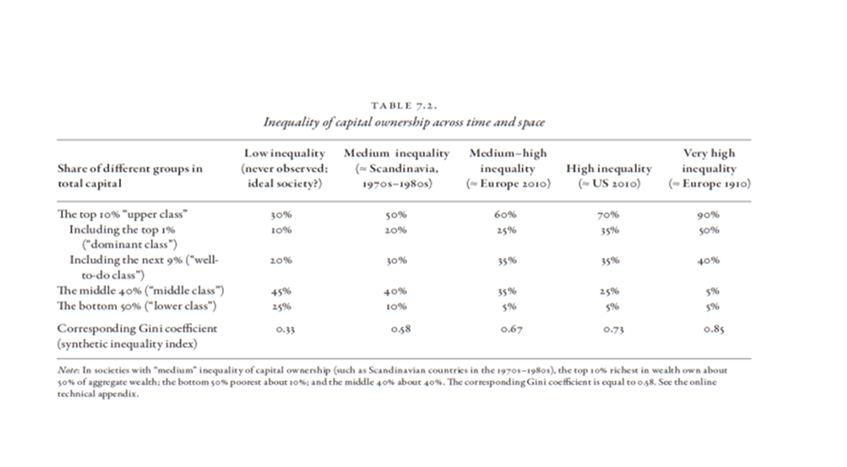 TABLE 7.2.
Inequality of capital ownership across time and space
Share of different groups in total capital | Low inequality (never observed; ideal society?) | Medium inequality (≈ Scandinavia, 1970s–1980s) | Medium–high inequality (≈ Europe 2010) | High inequality (≈ US 2010) | Very high inequality (≈ Europe 1910)
The top 10% "upper class" 30% 50% 60% 70% 90%
Including the top 1% 10% 20% 25% 35% 50%
("dominant class")
Including the next 9% ("well- 20% 30% 35% 35% 40%
to-do class")
The middle 40% ("middle class") 45% 40% 35% 25% 5%
The bottom 50% ("lower class") 25% 10% 5% 5% 5%
Corresponding Gini coefficient 0.33 0.58 0.67 0.73 0.85
(synthetic inequality index)
Note: In societies with "medium" inequality of capital ownership (such as Scandinavian countries in the 1970s–1980s), the top 10% richest in wealth own about
50% of aggregate wealth; the bottom 50% poorest about 10%; and the middle 40% about 40%. The corresponding Gini coefficient is equal to 0.58. See the online
technical appendix.